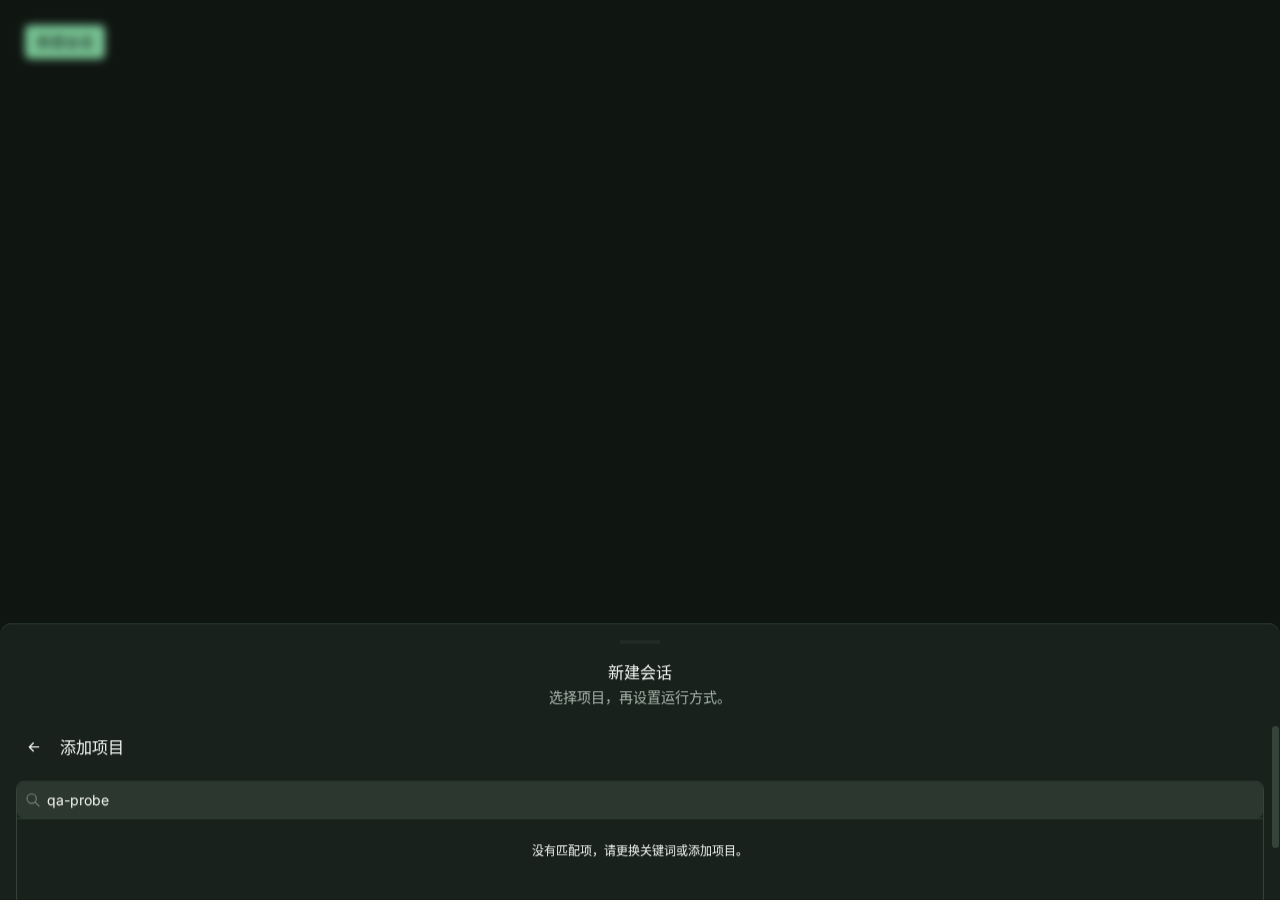 新建会话
选择项目，再设置运行方式。
添加项目
qa-probe
没有匹配项，请更换关键词或添加项目。